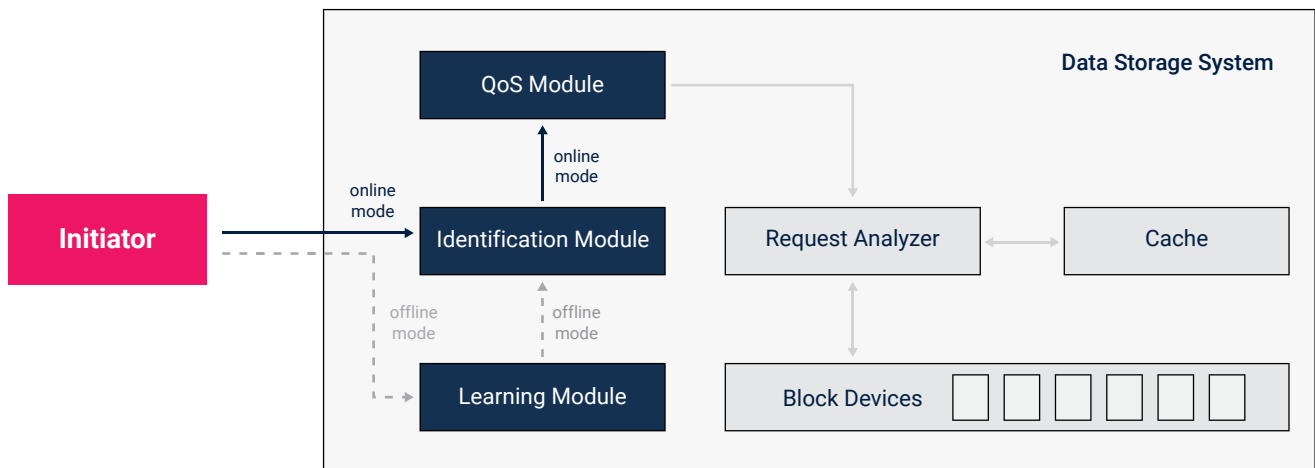 Data Storage System
QoS Module
online
mode
online
mode
Initiator
Identification Module
Request Analyzer
Cache
offline
mode
offline
mode
Learning Module
Block Devices